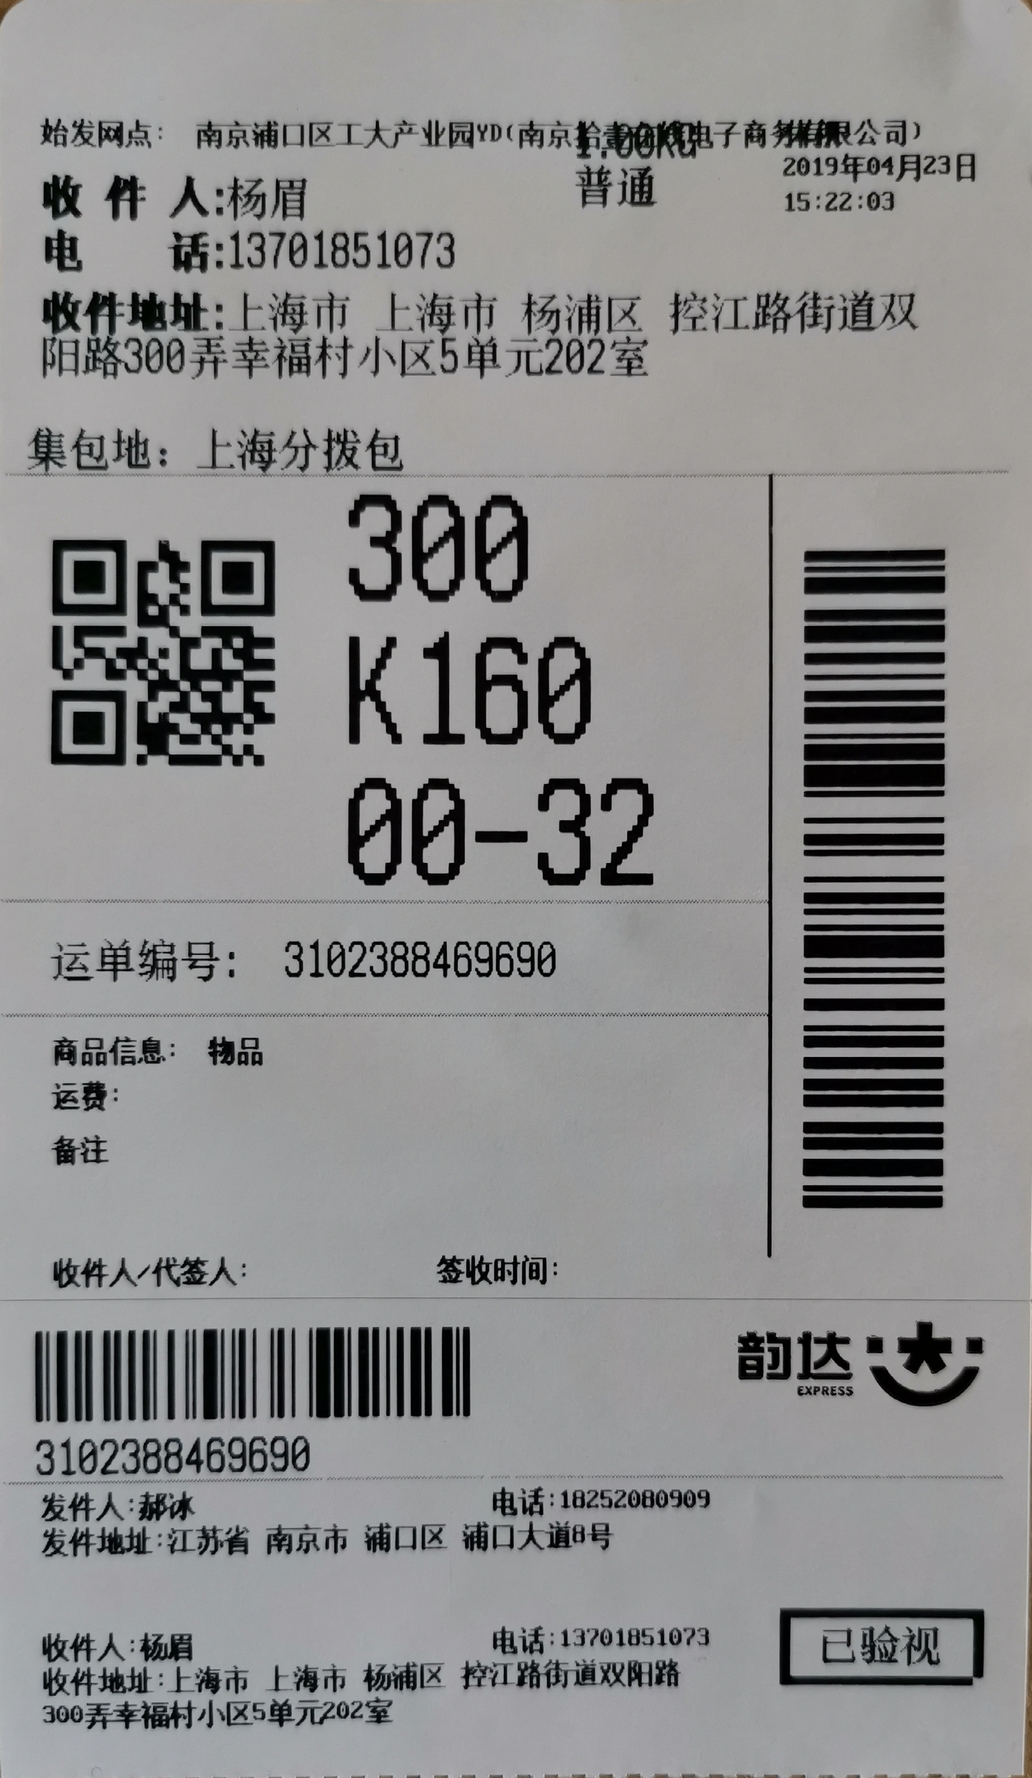 始发网点： 南京浦口区工大产业园YD(南京拾 电子商务有限公司)
1.00KG
普通
2019年04月23日
15:22:03
收 件 人:杨眉
电 话:13701851073
收件地址:上海市 上海市 杨浦区 控江路街道双
阳路300弄幸福村小区5单元202室
集包地：上海分拨包
300
K160
00-32
运单编号: 3102388469690
商品信息: 物品
运费:
备注
收件人/代签人: 签收时间:
韵达
EXPRESS
3102388469690
发件人:郝冰 电话:18252080909
发件地址:江苏省 南京市 浦口区 浦口大道8号
收件人:杨眉 电话:13701851073
已验视
收件地址:上海市 上海市 杨浦区 控江路街道双阳路
300弄幸福村小区5单元202室